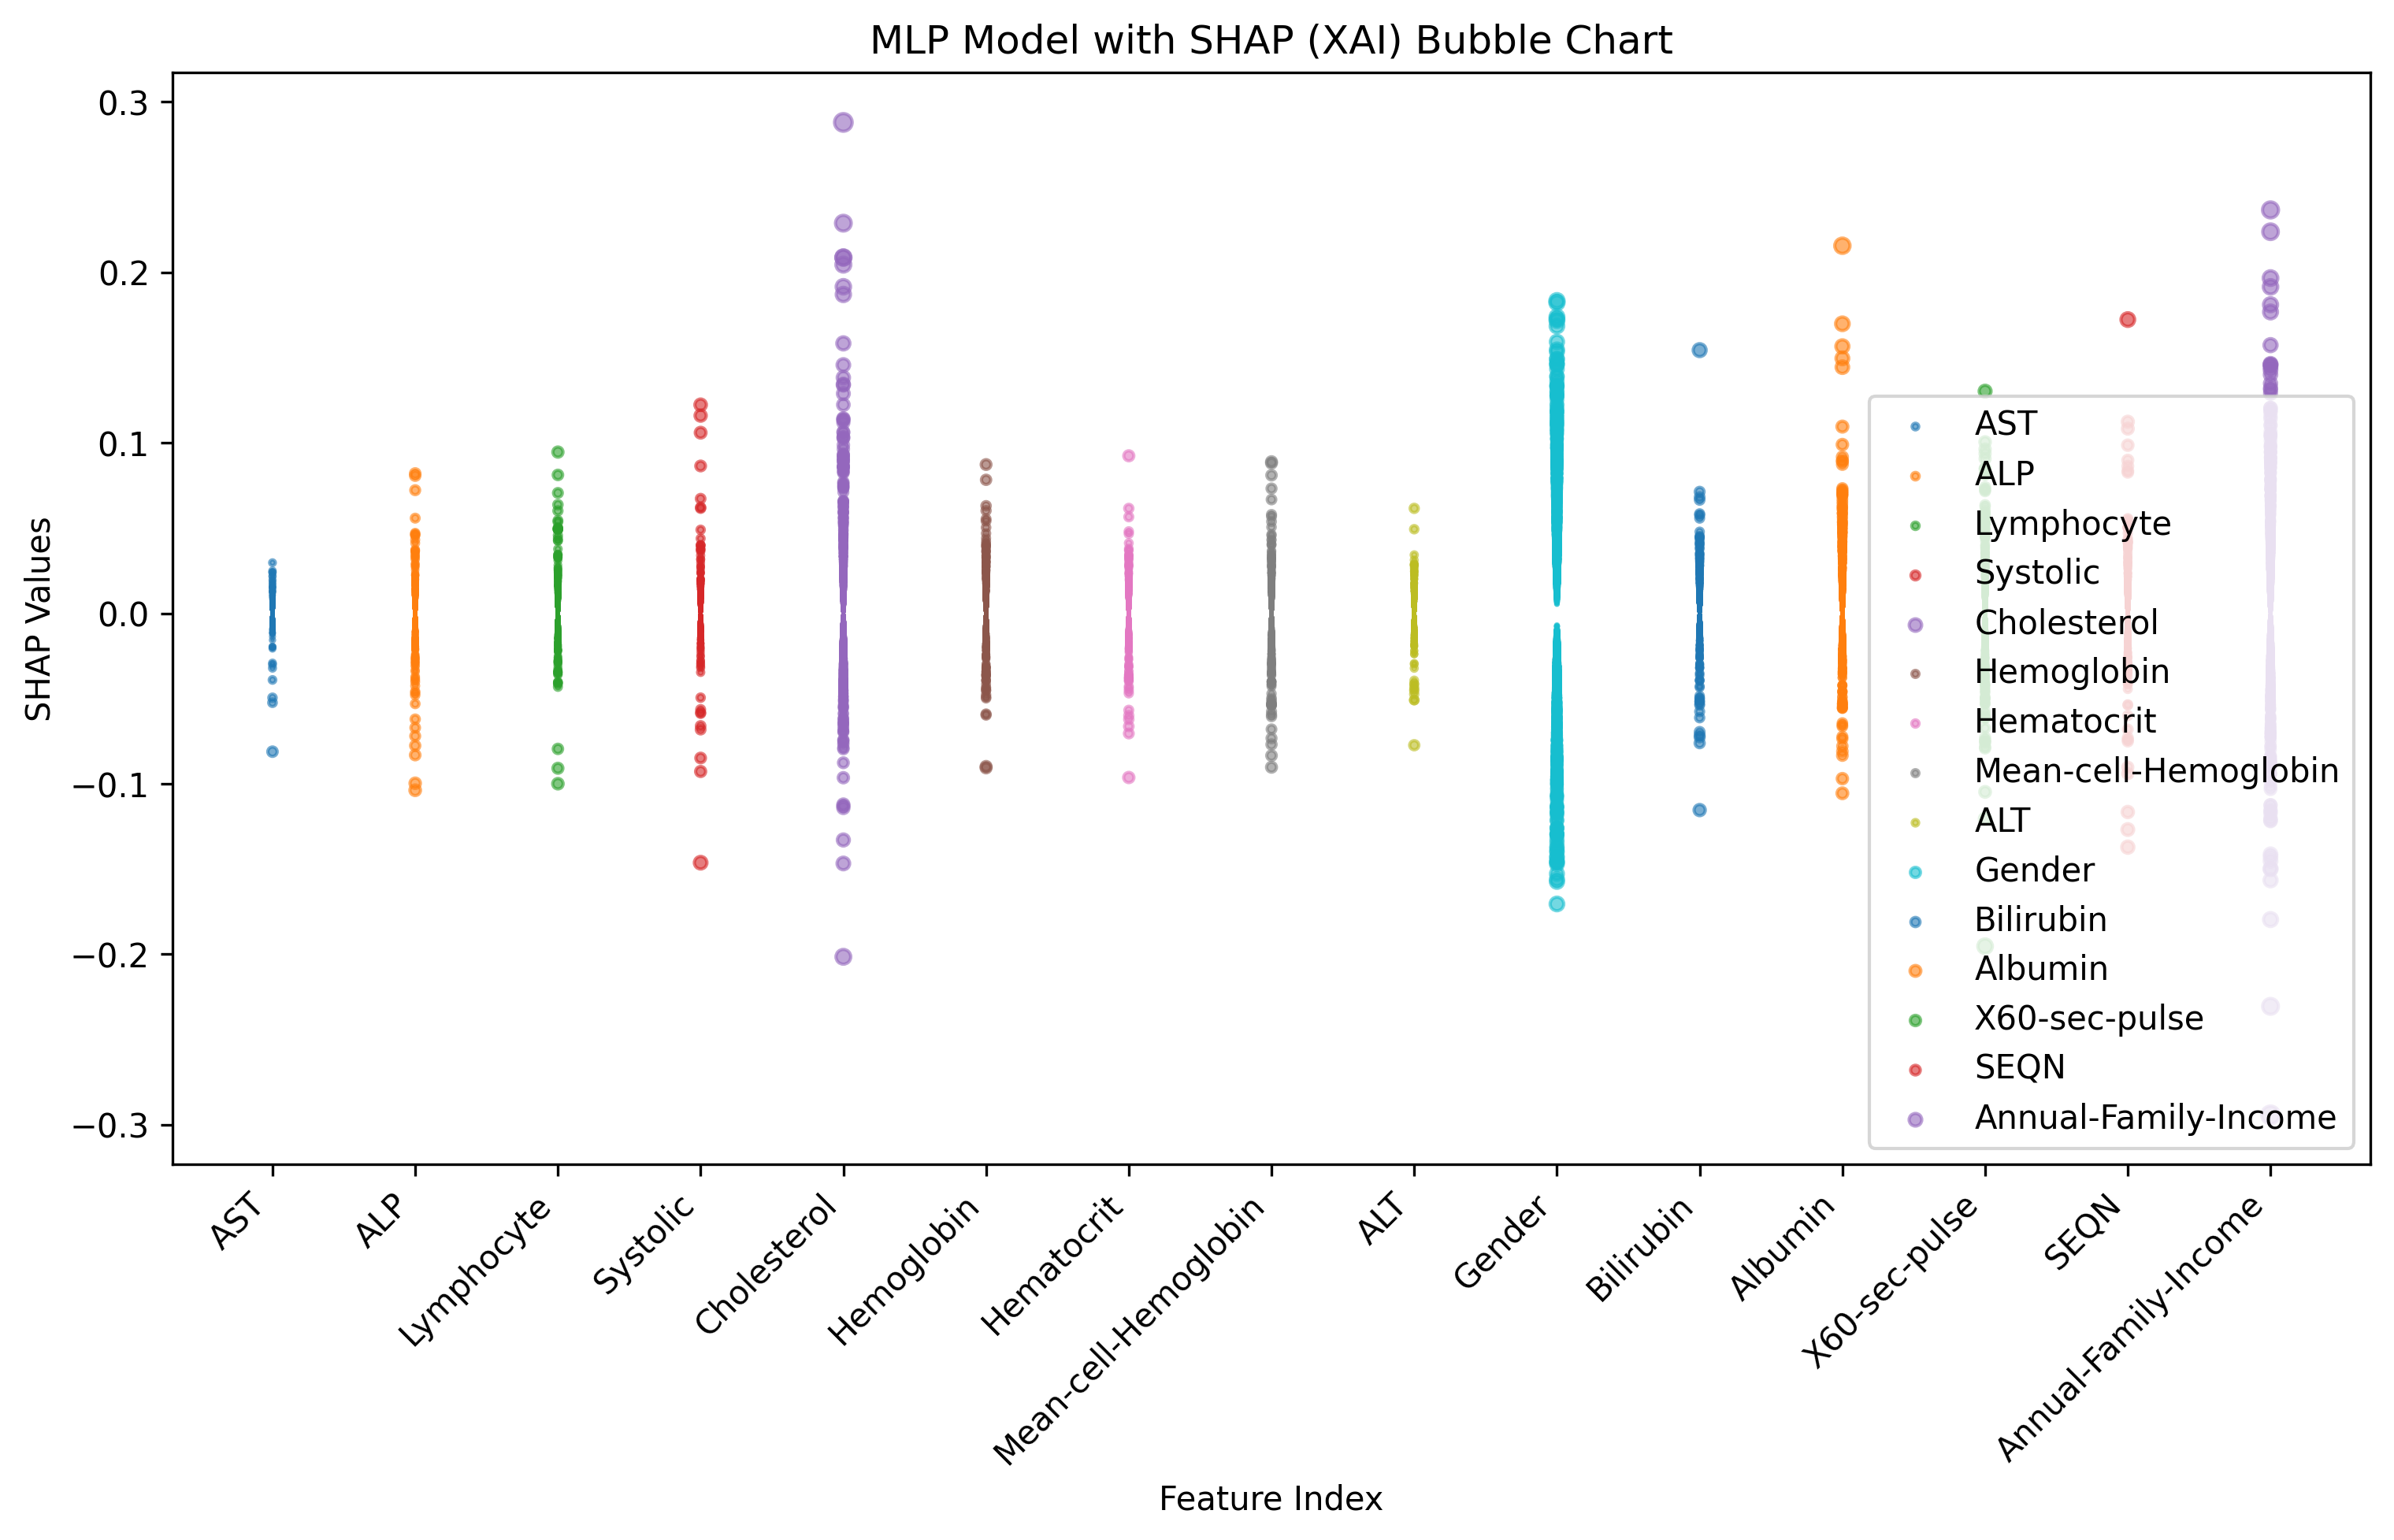 MLP Model with SHAP (XAI) Bubble Chart
SHAP Values
0.3
0.2
0.1
0.0
−0.1
−0.2
−0.3
AST
ALP
Lymphocyte
Systolic
Cholesterol
Hemoglobin
Hematocrit
Mean-cell-Hemoglobin
ALT
Gender
Bilirubin
Albumin
X60-sec-pulse
SEQN
Annual-Family-Income
AST
ALP
Lymphocyte
Systolic
Cholesterol
Hemoglobin
Hematocrit
Mean-cell-Hemoglobin
ALT
Gender
Bilirubin
Albumin
X60-sec-pulse
SEQN
Annual-Family-Income
Feature Index